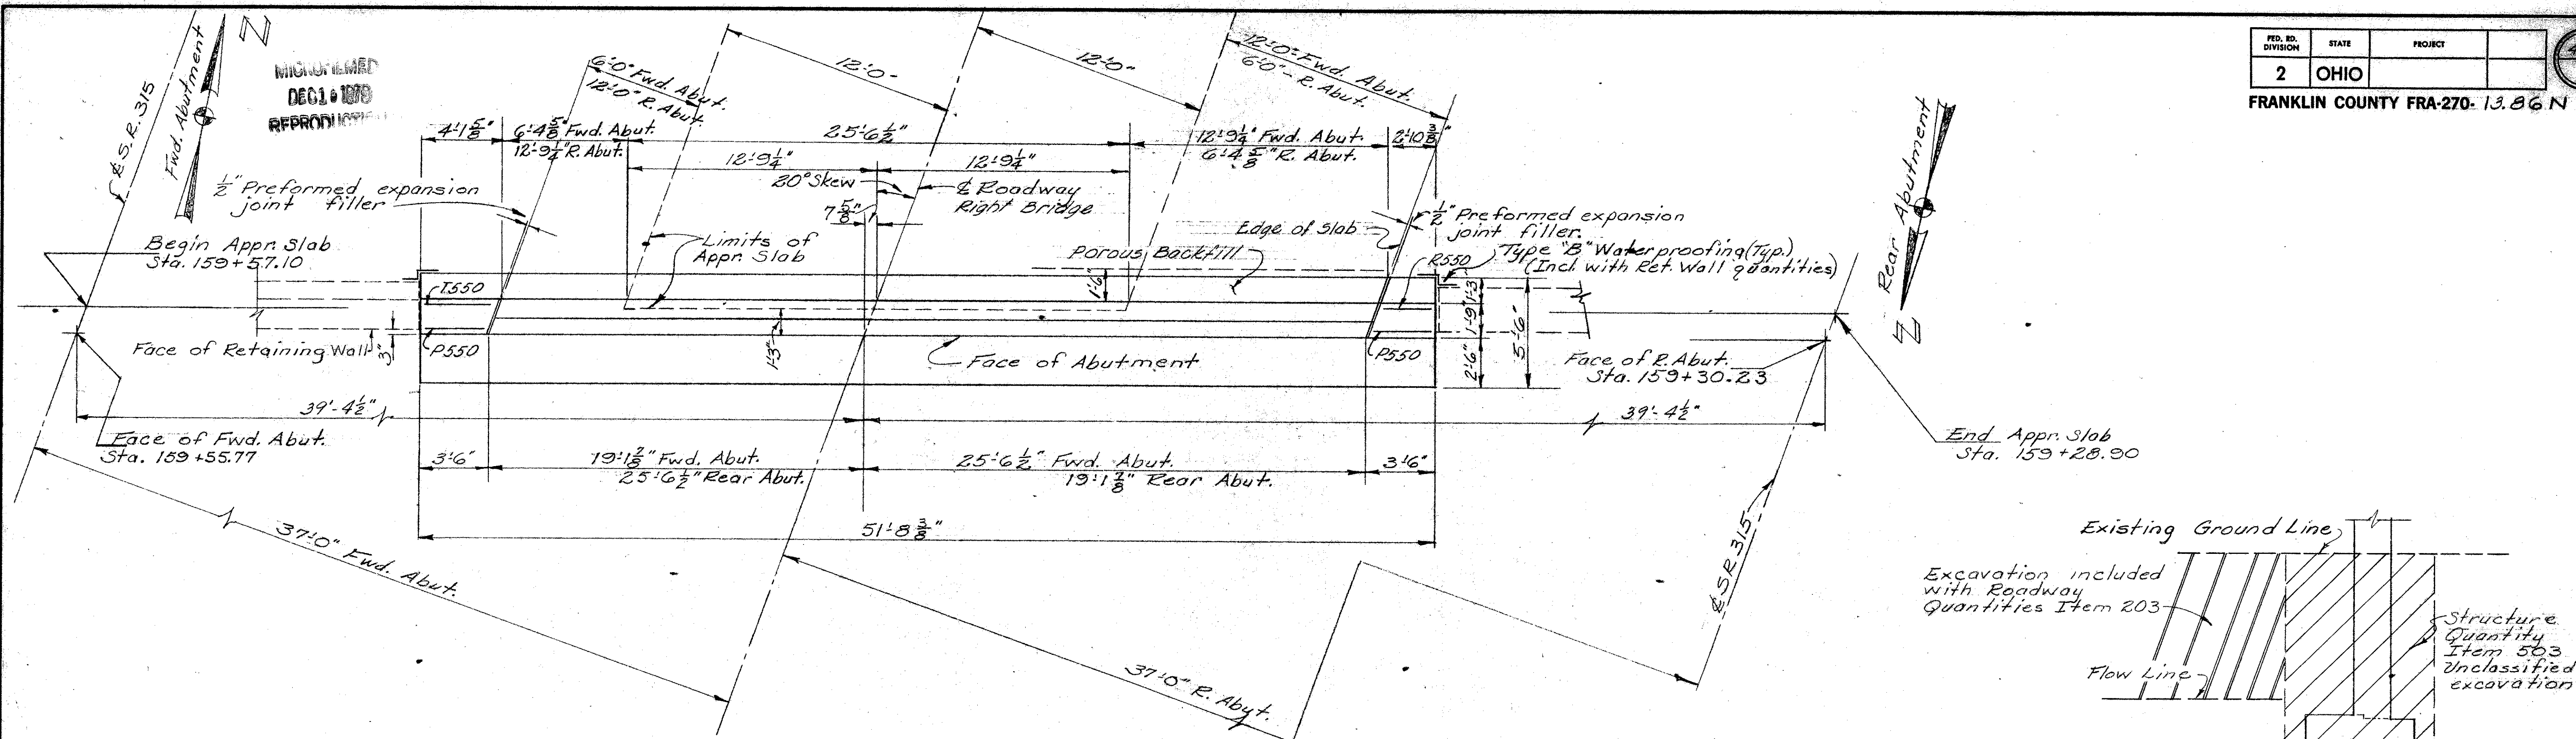 FED. RD. DIVISION
STATE
PROJECT
2
OHIO
FRANKLIN COUNTY FRA-270-13.86 N
MICROFILMED
DEC 1 1979
REPRODUCTION
℄ S.R. 315
Fwd. Abutment
Z
6'-0" Fwd. Abut.
12'-0" R. Abut.
12'-0"
12'-0"
12'-0" Fwd. Abut.
6'-0" - R. Abut.
4'-1 5/8"
6'-4 5/8" Fwd. Abut.
12'-9 1/4" R. Abut.
25'-6 1/2"
12'-9 1/4" Fwd. Abut.
6'-4 5/8" R. Abut.
2'-10 3/8"
12'-9 1/4"
12'-9 1/4"
20° Skew
℄ Roadway
Right Bridge
7 5/8"
1/2" Preformed expansion
joint filler
Begin Appr. Slab
Sta. 159+57.10
Limits of
Appr. Slab
Edge of Slab
Porous Backfill
1/2" Preformed expansion
joint filler
Type "B" Waterproofing (Typ.)
(Incl. with Ret. Wall quantities)
Rear Abutment
Z
T550
R550
P550
P550
1'-6"
1'-3"
1'-3
1'-9"
2'-6"
5'-6"
3"
Face of Retaining Wall
Face of Abutment
Face of R. Abut.
Sta. 159+30.23
39'-4 1/2"
39'-4 1/2"
Face of Fwd. Abut.
Sta. 159+55.77
End Appr. Slab
Sta. 159+28.90
3'-6"
19'-1 7/8" Fwd. Abut.
25'-6 1/2" Rear Abut.
25'-6 1/2" Fwd. Abut.
19'-1 7/8" Rear Abut.
3'-6"
51'-8 3/8"
37'-0" Fwd. Abut.
37'-0" R. Abut.
℄ S.R. 315
Existing Ground Line
Excavation included
with Roadway
Quantities Item 203
Flow Line
Structure
Quantity
Item 503
Unclassified
excavation